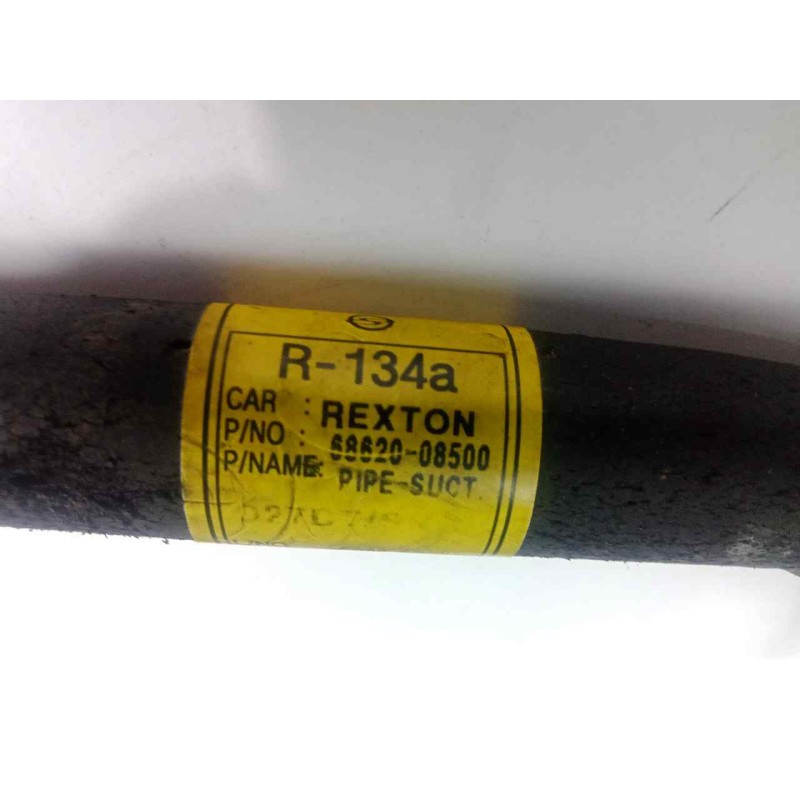 R-134a
CAR : REXTON
P/NO : 68620-08500
P/NAME: PIPE-SUCT.